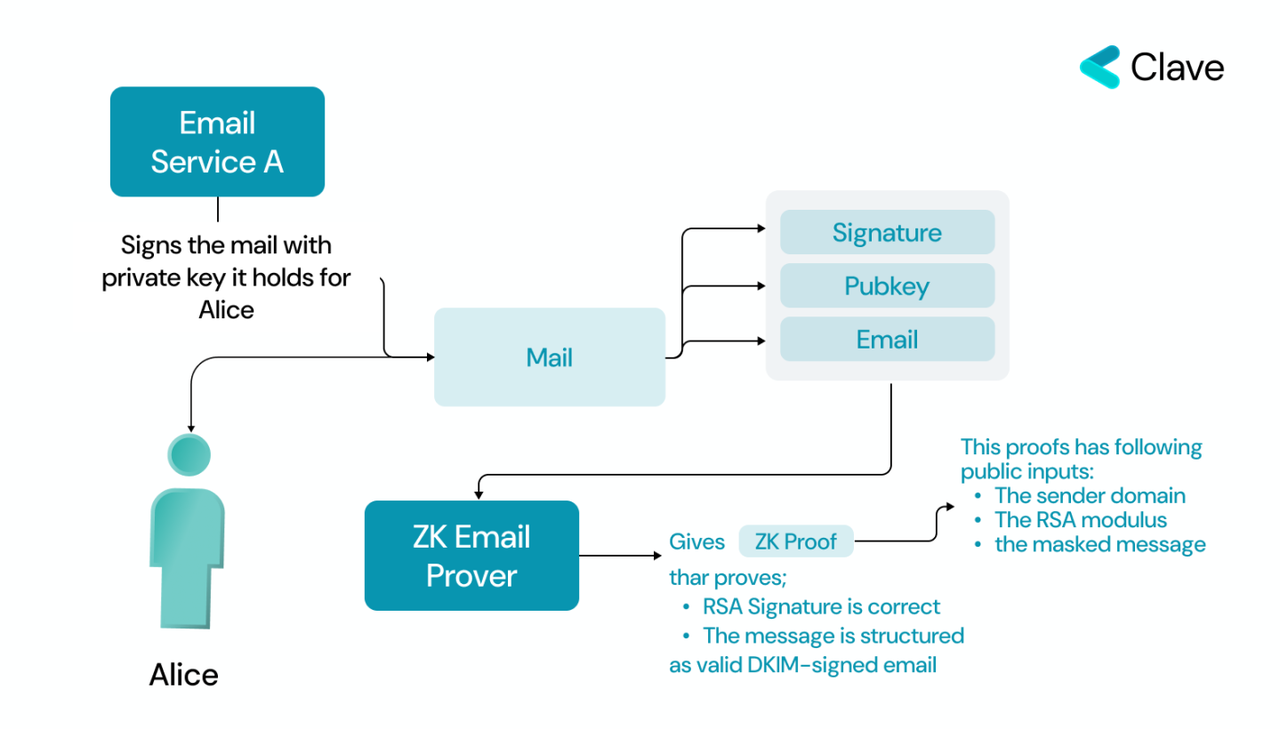 Clave
Email
Service A
Signs the mail with
private key it holds for
Alice
Mail
Signature
Pubkey
Email
Alice
ZK Email
Prover
Gives ZK Proof
thar proves;
• RSA Signature is correct
• The message is structured
as valid DKIM-signed email
This proofs has following
public inputs:
• The sender domain
• The RSA modulus
• the masked message